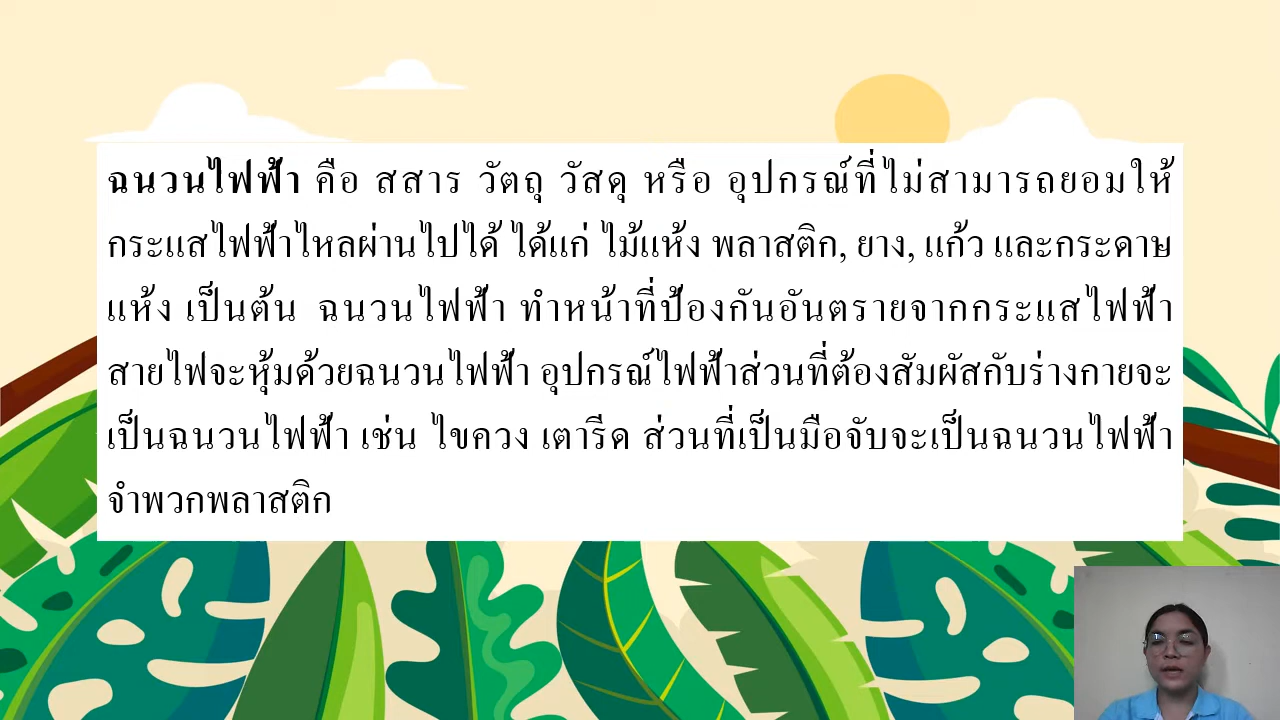 ฉนวนไฟฟ้า คือ สสาร วัตถุ วัสดุ หรือ อุปกรณ์ที่ไม่สามารถยอมให้
กระแสไฟฟ้าไหลผ่านไปได้ ได้แก่ ไม้แห้ง พลาสติก, ยาง, แก้ว และกระดาษ
แห้ง เป็นต้น ฉนวนไฟฟ้า ทำหน้าที่ป้องกันอันตรายจากกระแสไฟฟ้า
สายไฟจะหุ้มด้วยฉนวนไฟฟ้า อุปกรณ์ไฟฟ้าส่วนที่ต้องสัมผัสกับร่างกายจะ
เป็นฉนวนไฟฟ้า เช่น ไขควง เตารีด ส่วนที่เป็นมือจับจะเป็นฉนวนไฟฟ้า
จำพวกพลาสติก